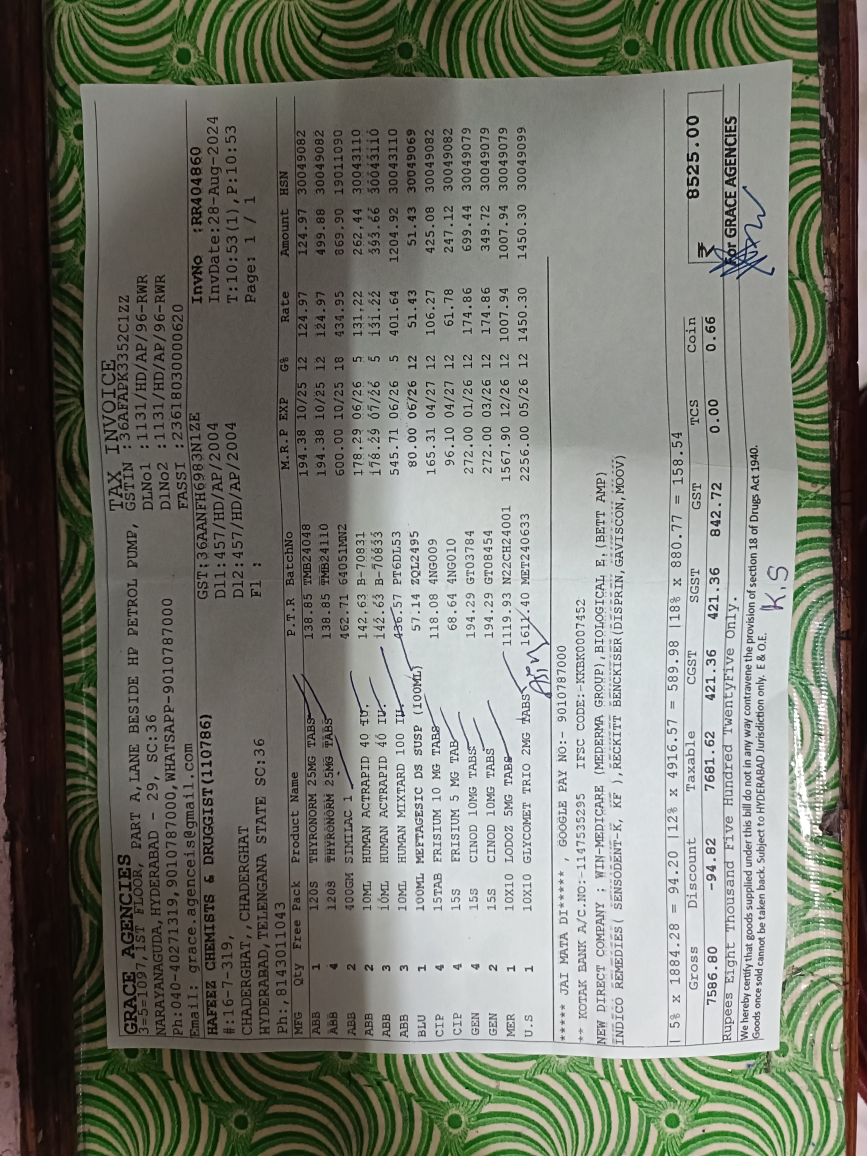 TAX INVOICE
GRACE AGENCIES
3=5=1097,1ST FLOOR, PART A,LANE BESIDE HP PETROL PUMP, GSTIN :36AFAPK3352C1ZZ
NARAYANAGUDA,HYDERABAD - 29, SC:36 DLNo1 :1131/HD/AP/96-RWR
Ph:040-40271319,9010787000,WHATSAPP-9010787000 DlNo2 :1131/HD/AP/96-RWR
Email: grace.agenceis@gmail.com FASSI :23618030000620
HAFEEZ CHEMISTS & DRUGGIST(110786) GST:36AANFH6983N1ZE InvNo :RR404860
#:16-7-319, Dl1:457/HD/AP/2004 InvDate:28-Aug-2024
CHADERGHAT,,CHADERGHAT Dl2:457/HD/AP/2004 T:10:53(1),P:10:53
HYDERABAD,TELENGANA STATE SC:36 Fl : Page: 1 / 1
Ph:,8143011043
MFG Qty Free Pack Product Name P.T.R BatchNo M.R.P EXP G% Rate Amount HSN
ABB 1 120S THYRONORM 25MG TABS 138.85 TMB24048 194.38 10/25 12 124.97 124.97 30049082
ABB 4 120S THYRONORM 25MG TABS 138.85 TMB24110 194.38 10/25 12 124.97 499.88 30049082
ABB 2 400GM SIMILAC 1 462.71 64051MN2 600.00 10/25 18 434.95 869.90 19011090
ABB 2 10ML HUMAN ACTRAPID 40 IU. 142.63 B-70831 178.29 06/26 5 131.22 262.44 30043110
ABB 3 10ML HUMAN ACTRAPID 40 IU. 142.63 B-70833 178.29 07/26 5 131.22 393.66 30043110
ABB 3 10ML HUMAN MIXTARD 100 IU. 436.57 PT6DL53 545.71 06/26 5 401.64 1204.92 30043110
BLU 1 100ML MEFTAGESIC DS SUSP (100ML) 57.14 ZQL2495 80.00 06/26 12 51.43 51.43 30049069
CIP 4 15TAB FRISIUM 10 MG TABS 118.08 4NG009 165.31 04/27 12 106.27 425.08 30049082
CIP 4 15S FRISIUM 5 MG TAB 68.64 4NG010 96.10 04/27 12 61.78 247.12 30049082
GEN 4 15S CINOD 10MG TABS 194.29 GT03784 272.00 01/26 12 174.86 699.44 30049079
GEN 2 15S CINOD 10MG TABS 194.29 GT08454 272.00 03/26 12 174.86 349.72 30049079
MER 1 10X10 LODOZ 5MG TABS 1119.93 N22CH24001 1567.90 12/26 12 1007.94 1007.94 30049079
U.S 1 10X10 GLYCOMET TRIO 2MG TABS 1611.40 MET240633 2256.00 05/26 12 1450.30 1450.30 30049099
***** JAI MATA DI***** , GOOGLE PAY NO:- 9010787000
** KOTAK BANK A/C.NO:-1147535295 IFSC CODE:-KKBK0007452
NEW DIRECT COMPANY : WIN-MEDICARE (MEDERMA GROUP),BIOLOGICAL E,(BETT AMP)
INDICO REMEDIES( SENSODENT-K, KF ),RECKITT BENCKISER(DISPRIN,GAVISCON,MOOV)
| 5% x 1884.28 = 94.20 |12% x 4916.57 = 589.98 |18% x 880.77 = 158.54
Gross Discount Taxable CGST SGST GST TCS Coin
7586.80 -94.82 7681.62 421.36 421.36 842.72 0.00 0.66 ₹ 8525.00
Rupees Eight Thousand Five Hundred TwentyFive Only. For GRACE AGENCIES
We hereby certify that goods supplied under this bill do not in any way contravene the provision of section 18 of Drugs Act 1940.
Goods once sold cannot be taken back. Subject to HYDERABAD Jurisdiction only. E & O.E.
K.S